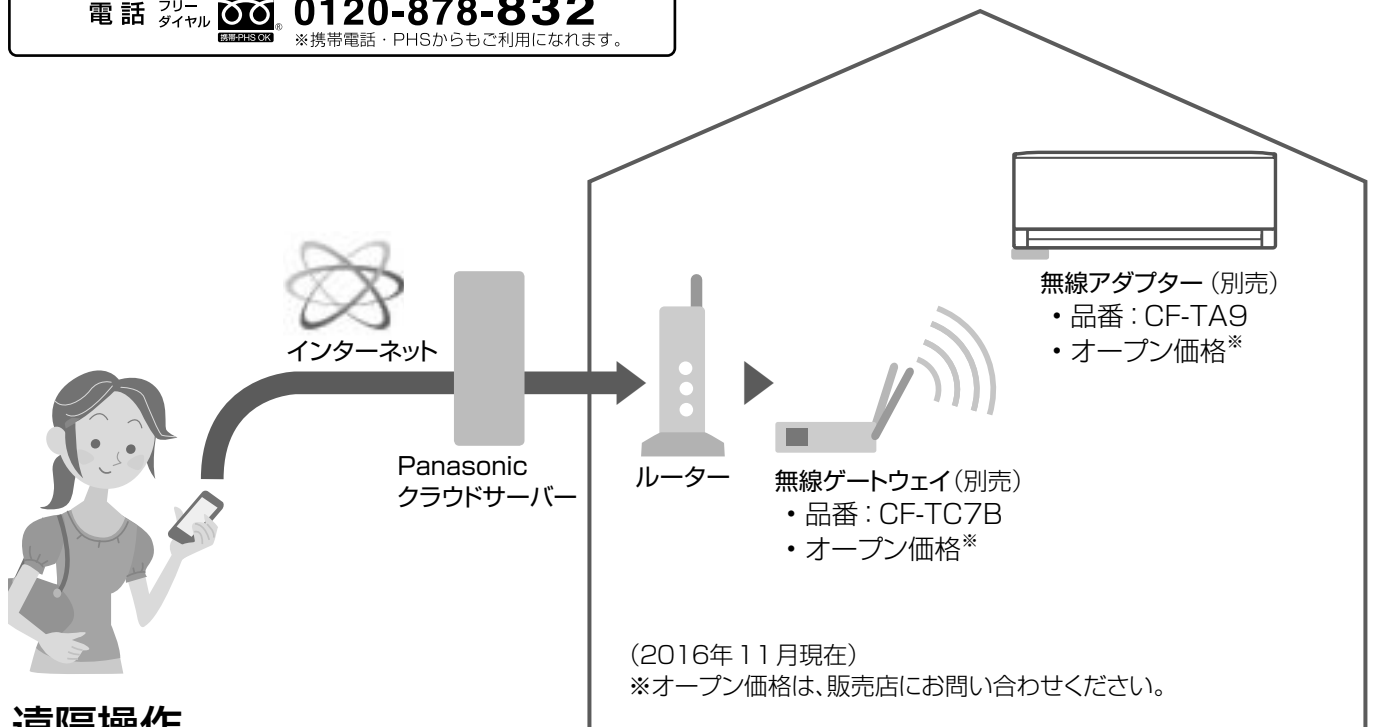 電話 フリーダイヤル 0120-878-832
携帯・PHS OK
※携帯電話・PHSからもご利用になれます。
インターネット
Panasonic
クラウドサーバー
ルーター
無線ゲートウェイ(別売)
・品番:CF-TC7B
・オープン価格※
無線アダプター(別売)
・品番:CF-TA9
・オープン価格※
(2016年11月現在)
※オープン価格は、販売店にお問い合わせください。
遠隔操作